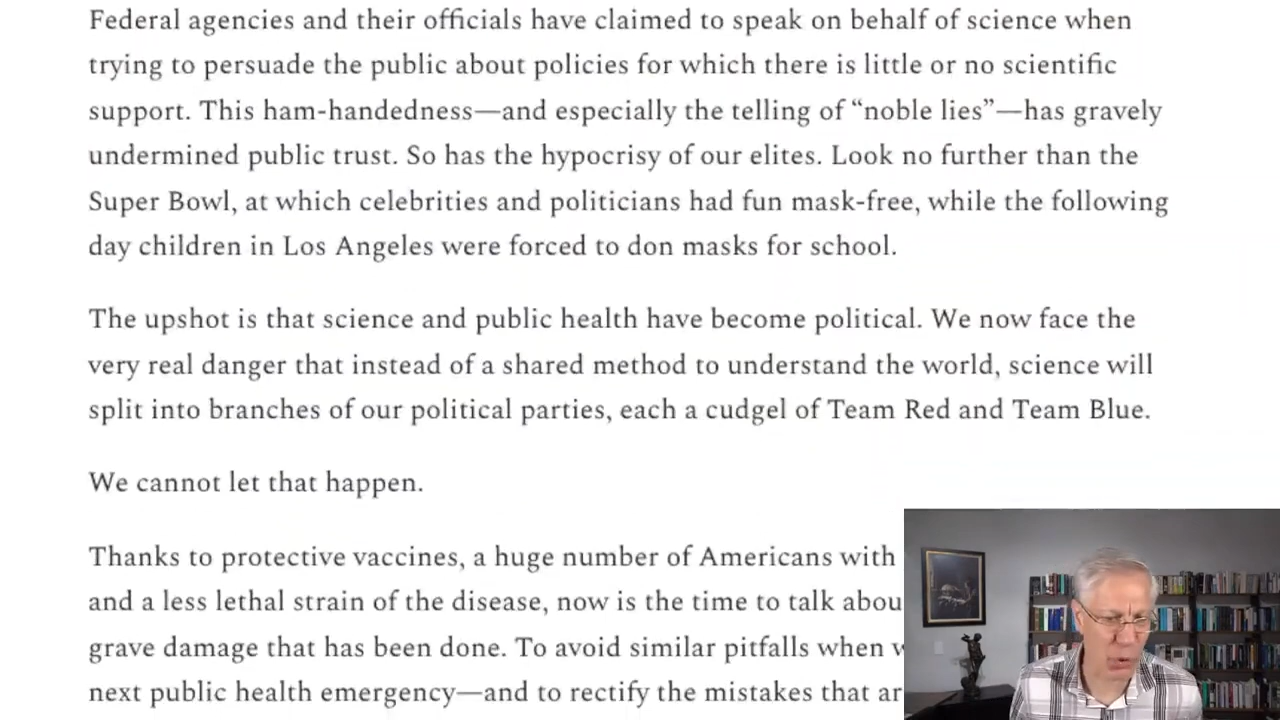 Federal agencies and their officials have claimed to speak on behalf of science when
trying to persuade the public about policies for which there is little or no scientific
support. This ham-handedness—and especially the telling of “noble lies”—has gravely
undermined public trust. So has the hypocrisy of our elites. Look no further than the
Super Bowl, at which celebrities and politicians had fun mask-free, while the following
day children in Los Angeles were forced to don masks for school.
The upshot is that science and public health have become political. We now face the
very real danger that instead of a shared method to understand the world, science will
split into branches of our political parties, each a cudgel of Team Red and Team Blue.
We cannot let that happen.
Thanks to protective vaccines, a huge number of Americans with
and a less lethal strain of the disease, now is the time to talk
grave damage that has been done. To avoid similar pitfalls when
next public health emergency—and to rectify the mistakes that